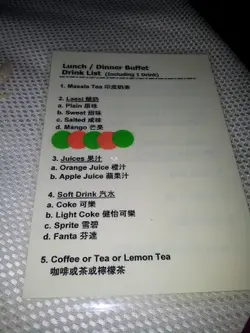 Lunch / Dinner Buffet
Drink List (Including 1 Drink)
1. Masala Tea 印度奶茶
2. Lassi 酸奶
a. Plain 原味
b. Sweet 甜味
c. Salted 咸味
d. Mango 芒果
3. Juices 果汁
a. Orange Juice 橙汁
b. Apple Juice 蘋果汁
4. Soft Drink 汽水
a. Coke 可樂
b. Light Coke 健怡可樂
c. Sprite 雪碧
d. Fanta 芬達
5. Coffee or Tea or Lemon Tea
咖啡或茶或檸檬茶